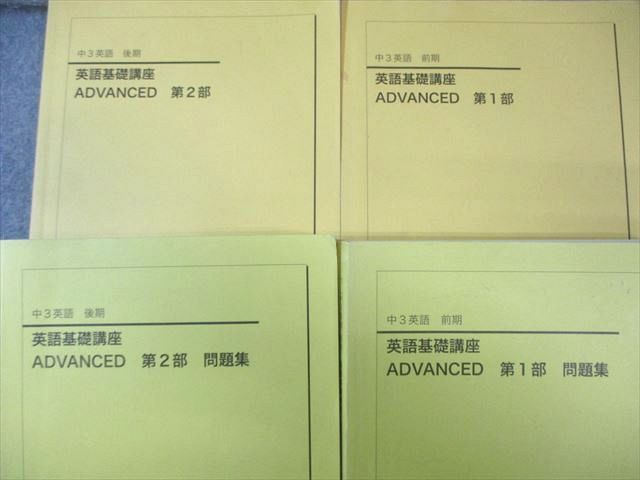 中3英語 後期
英語基礎講座
ADVANCED 第2部
中3英語 前期
英語基礎講座
ADVANCED 第1部
中3英語 後期
英語基礎講座
ADVANCED 第2部 問題集
中3英語 前期
英語基礎講座
ADVANCED 第1部 問題集